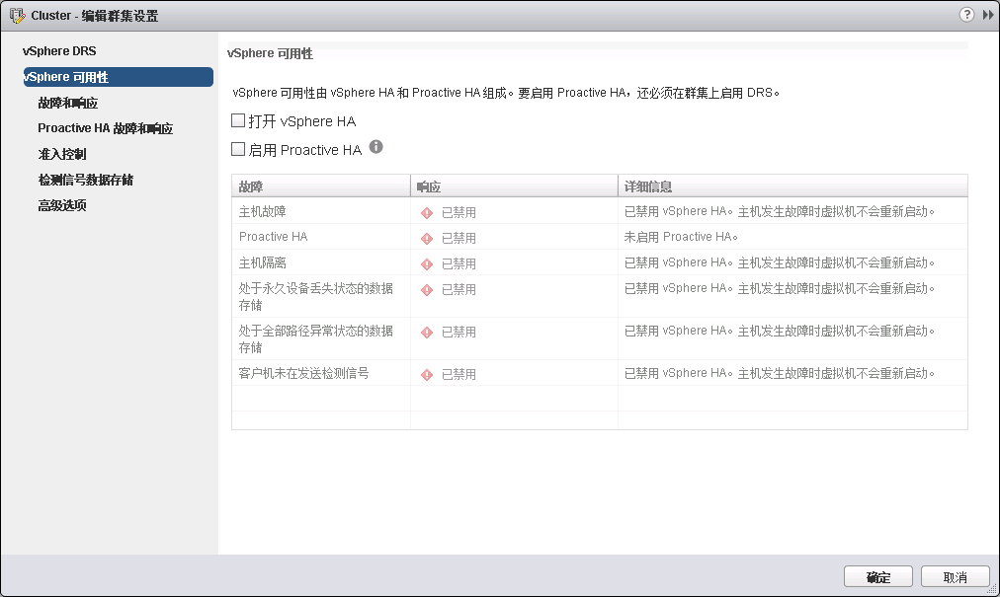 Cluster - 编辑群集设置
?
vSphere DRS
vSphere 可用性
故障和响应
Proactive HA 故障和响应
准入控制
检测信号数据存储
高级选项
vSphere 可用性
vSphere 可用性由 vSphere HA 和 Proactive HA 组成。要启用 Proactive HA，还必须在群集上启用 DRS。
打开 vSphere HA
启用 Proactive HA
故障 响应 详细信息
主机故障 已禁用 已禁用 vSphere HA。主机发生故障时虚拟机不会重新启动。
Proactive HA 已禁用 未启用 Proactive HA。
主机隔离 已禁用 已禁用 vSphere HA。主机发生故障时虚拟机不会重新启动。
处于永久设备丢失状态的数据 已禁用 已禁用 vSphere HA。主机发生故障时虚拟机不会重新启动。
存储
处于全部路径异常状态的数据 已禁用 已禁用 vSphere HA。主机发生故障时虚拟机不会重新启动。
存储
客户机未在发送检测信号 已禁用 已禁用 vSphere HA。主机发生故障时虚拟机不会重新启动。
确定 取消